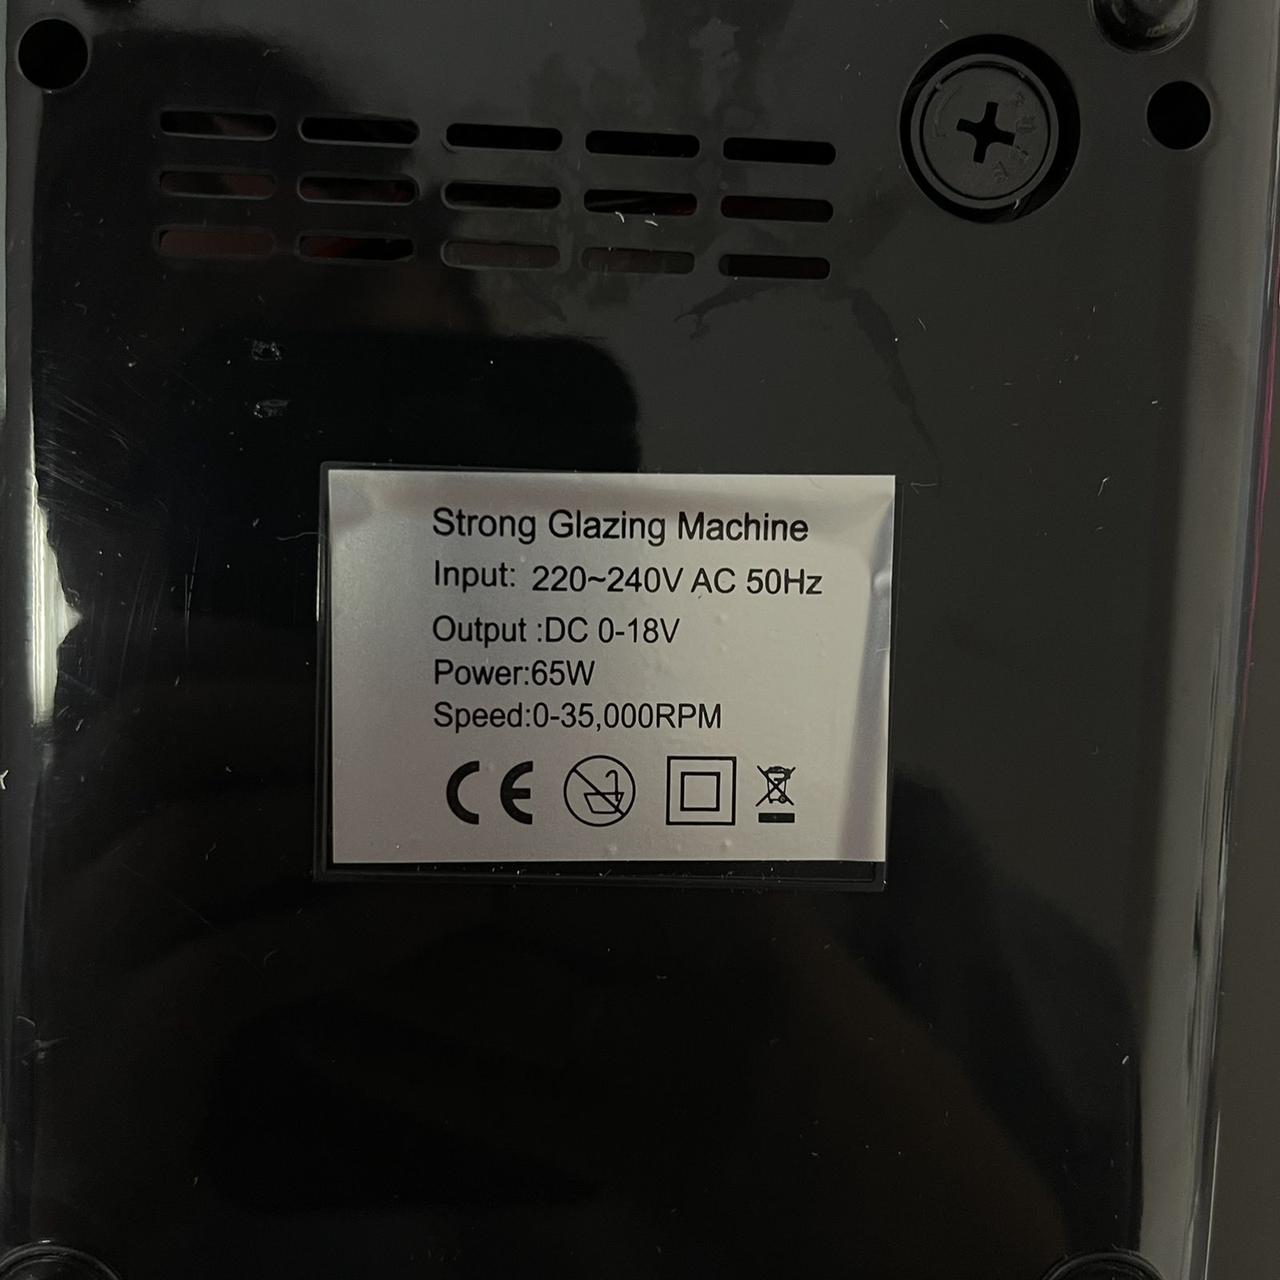 Strong Glazing Machine
Input: 220~240V AC 50Hz
Output :DC 0-18V
Power:65W
Speed:0-35,000RPM
CE